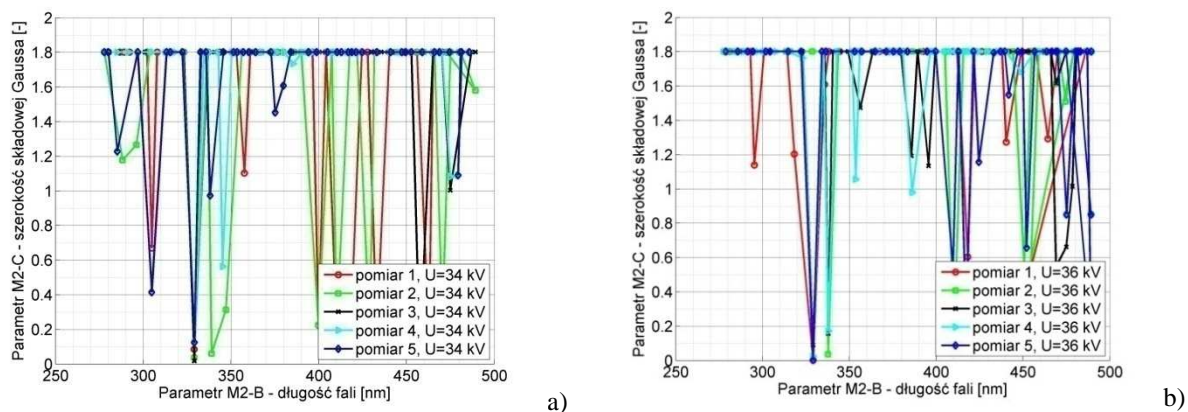 Parametr M2-C - szerokość składowej Gaussa [-]
2
1.8
1.6
1.4
1.2
1
0.8
0.6
0.4
0.2
0
250
300
350
400
450
500
Parametr M2-B - długość fali [nm]
pomiar 1, U=34 kV
pomiar 2, U=34 kV
pomiar 3, U=34 kV
pomiar 4, U=34 kV
pomiar 5, U=34 kV
a)
Parametr M2-C - szerokość składowej Gaussa [-]
2
1.8
1.6
1.4
1.2
1
0.8
0.6
0.4
0.2
0
250
300
350
400
450
500
Parametr M2-B - długość fali [nm]
pomiar 1, U=36 kV
pomiar 2, U=36 kV
pomiar 3, U=36 kV
pomiar 4, U=36 kV
pomiar 5, U=36 kV
b)